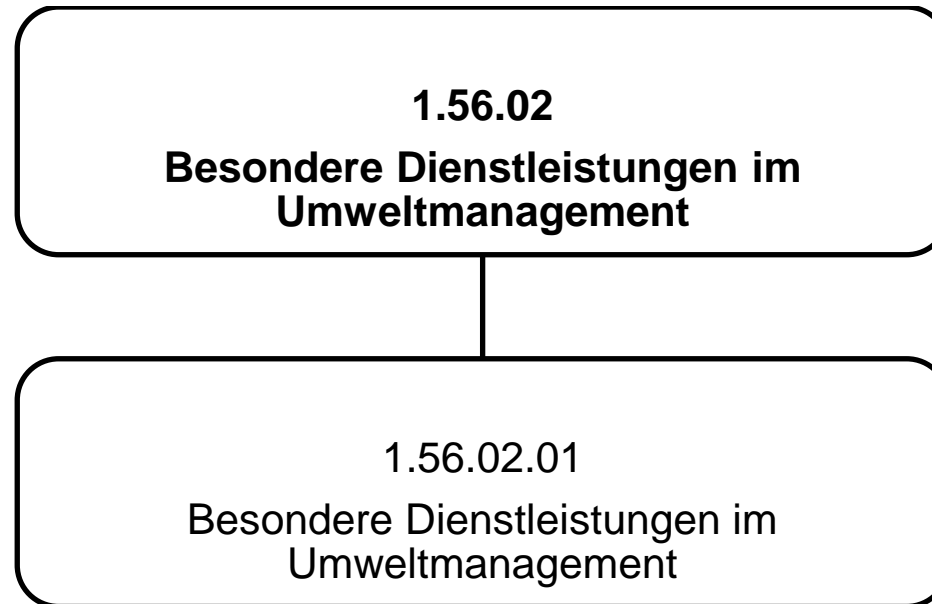 1.56.02
Besondere Dienstleistungen im
Umweltmanagement
1.56.02.01
Besondere Dienstleistungen im
Umweltmanagement